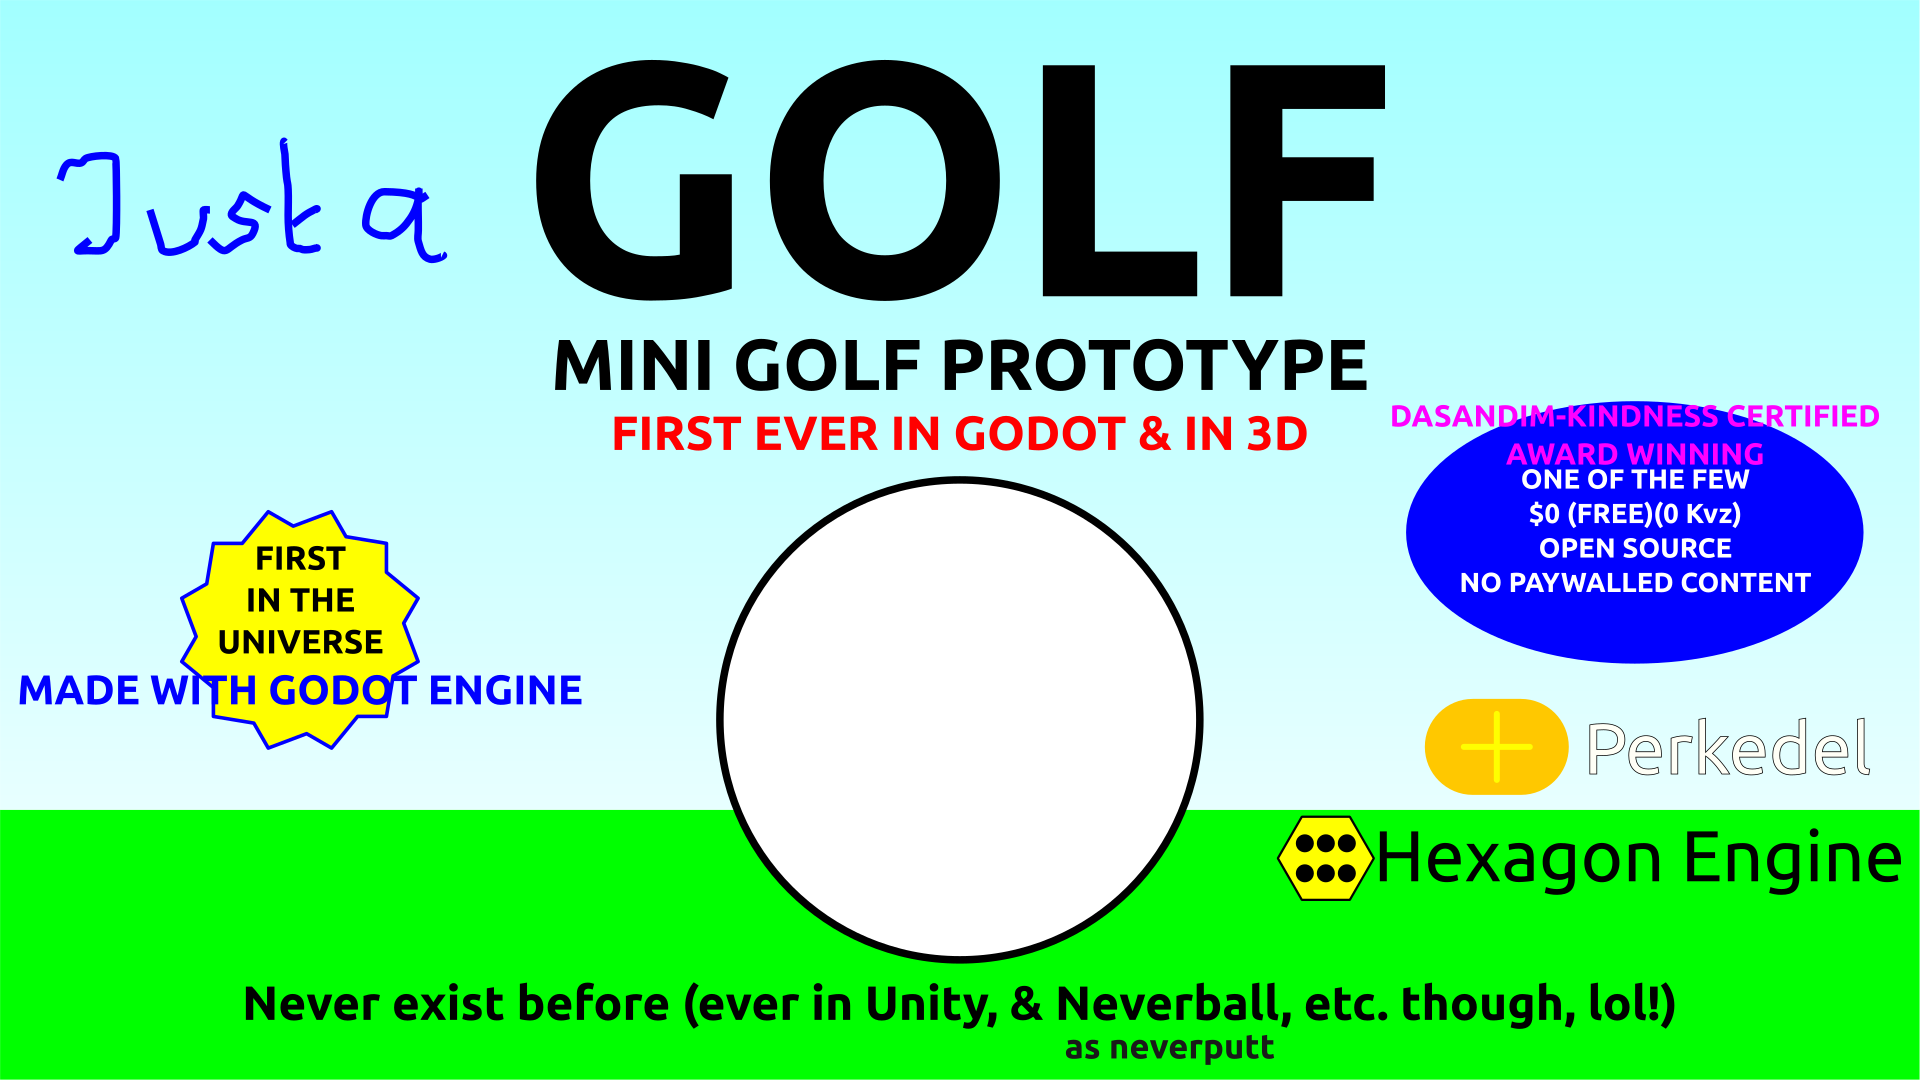 Just a
GOLF
MINI GOLF PROTOTYPE
FIRST EVER IN GODOT & IN 3D
DASANDIM-KINDNESS CERTIFIED
AWARD WINNING
ONE OF THE FEW
$0 (FREE)(0 Kvz)
OPEN SOURCE
NO PAYWALLED CONTENT
FIRST
IN THE
UNIVERSE
MADE WITH GODOT ENGINE
Perkedel
Hexagon Engine
Never exist before (ever in Unity, & Neverball, etc. though, lol!)
as neverputt